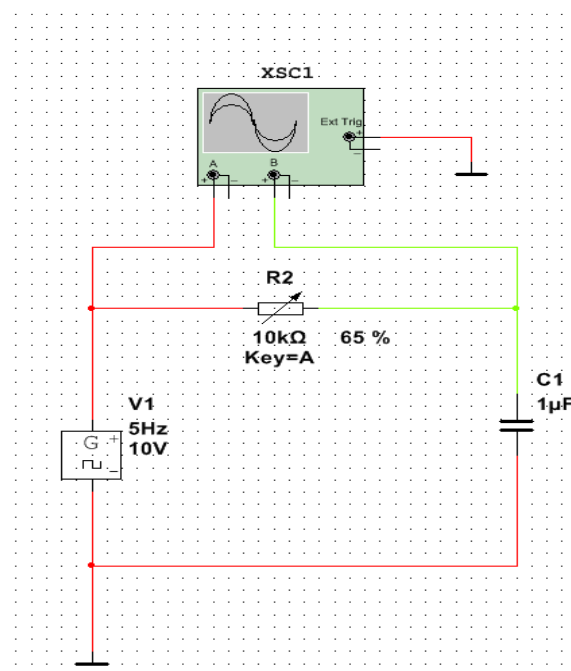 XSC1
Ext Trig
+
–
A
B
+ –
+ –
R2
10kΩ 65 %
Key=A
C1
1µF
V1
5Hz
10V
G +
–